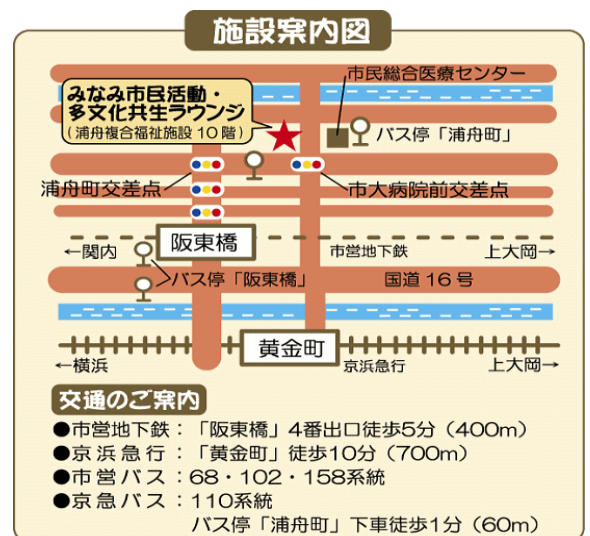 施設案内図
市民総合医療センター
みなみ市民活動・
多文化共生ラウンジ
(浦舟複合福祉施設10階)
バス停「浦舟町」
浦舟町交差点
市大病院前交差点
阪東橋
←関内
市営地下鉄
上大岡→
バス停「阪東橋」
国道16号
黄金町
←横浜
京浜急行
上大岡→
交通のご案内
●市営地下鉄：「阪東橋」4番出口徒歩5分（400m）
●京浜急行：「黄金町」徒歩10分（700m）
●市営バス：68・102・158系統
●京急バス：110系統
バス停「浦舟町」下車徒歩1分（60m）